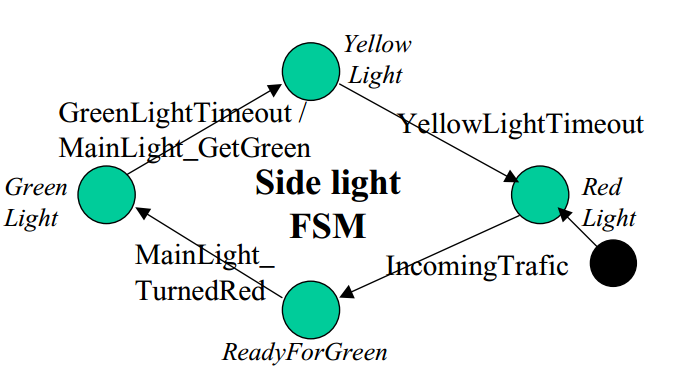 Yellow
Light
GreenLightTimeout /
MainLight_GetGreen
YellowLightTimeout
Side light
FSM
Green
Light
Red
Light
MainLight_
TurnedRed
IncomingTrafic
ReadyForGreen